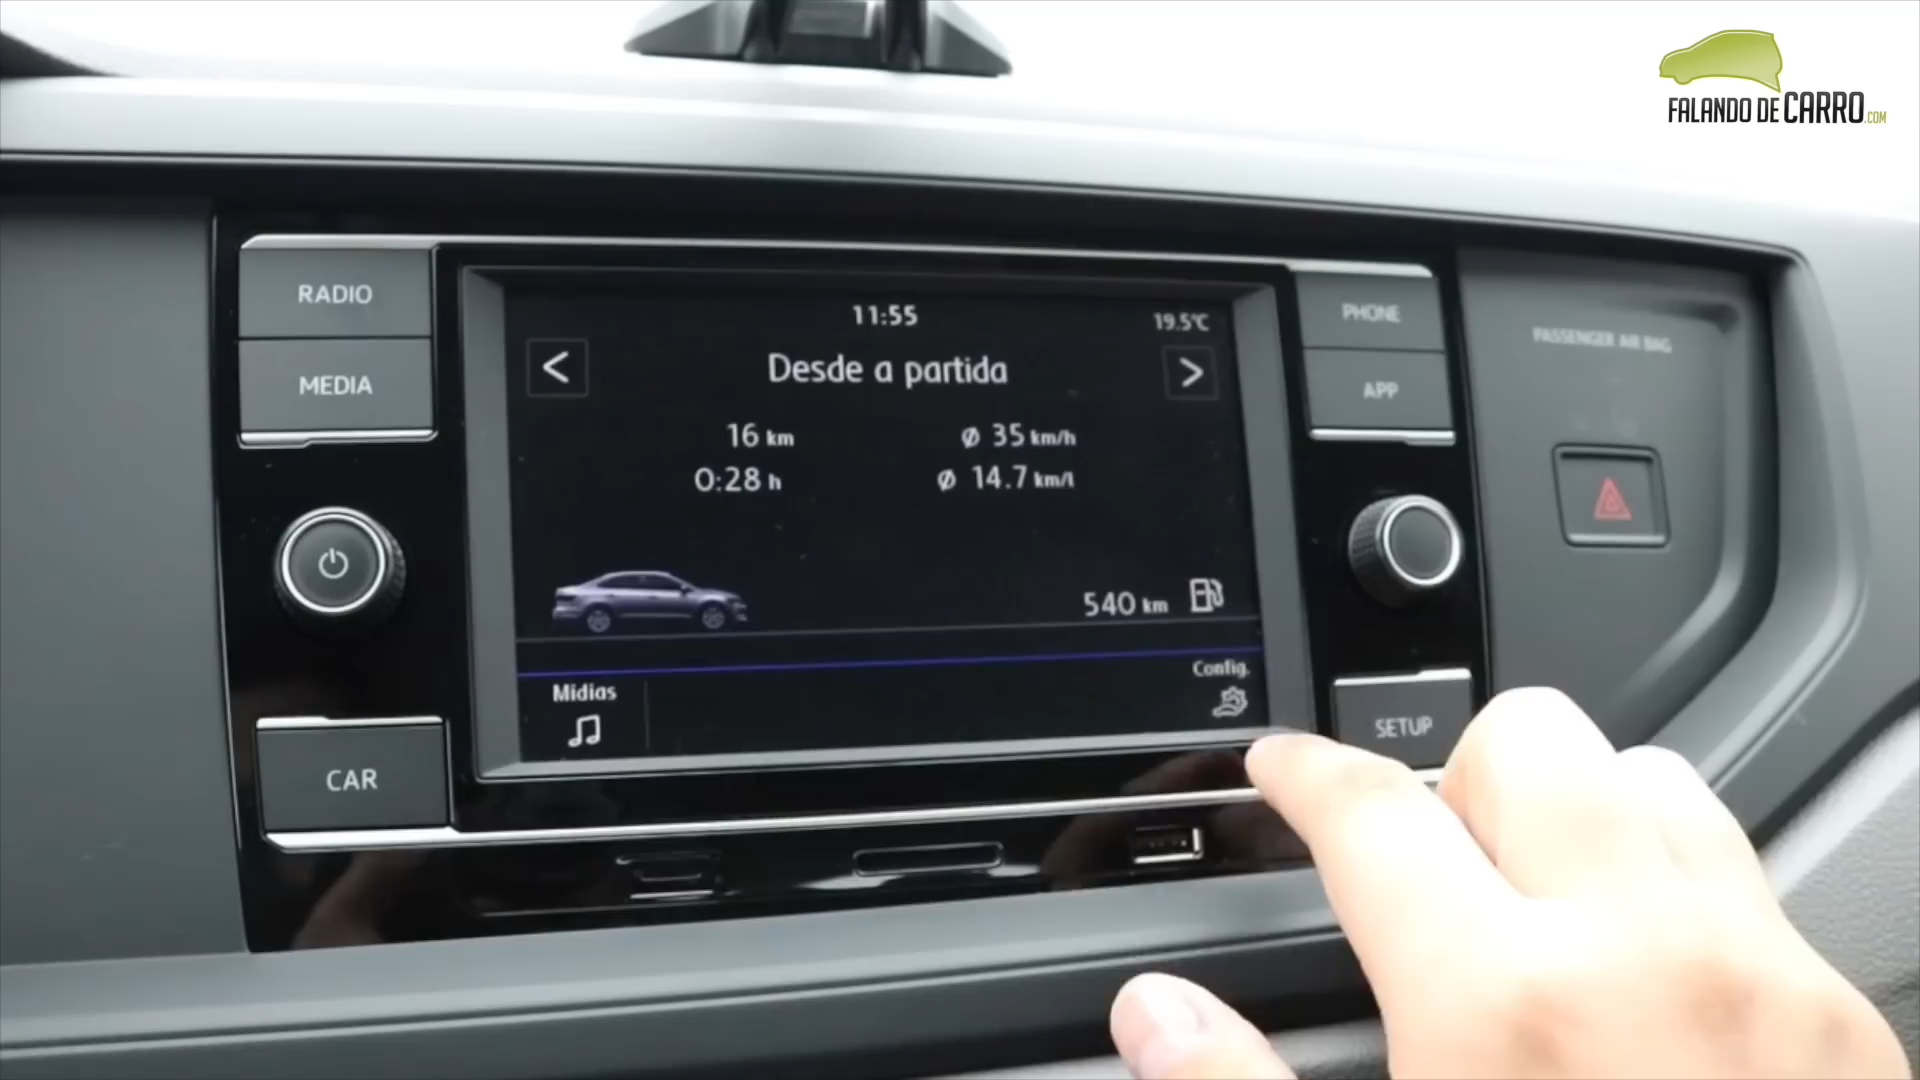 FALANDO DE CARRO.COM
RADIO
MEDIA
CAR
11:55
19.5°C
<
Desde a partida
>
16 km
ø 35 km/h
0:28 h
ø 14.7 km/l
540 km
Mídias
Config.
PHONE
APP
SETUP
PASSENGER AIR BAG